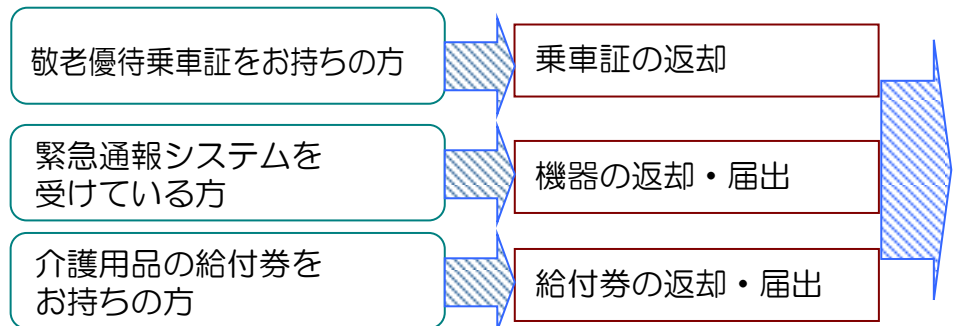 敬老優待乗車証をお持ちの方
乗車証の返却
緊急通報システムを
受けている方
機器の返却・届出
介護用品の給付券を
お持ちの方
給付券の返却・届出